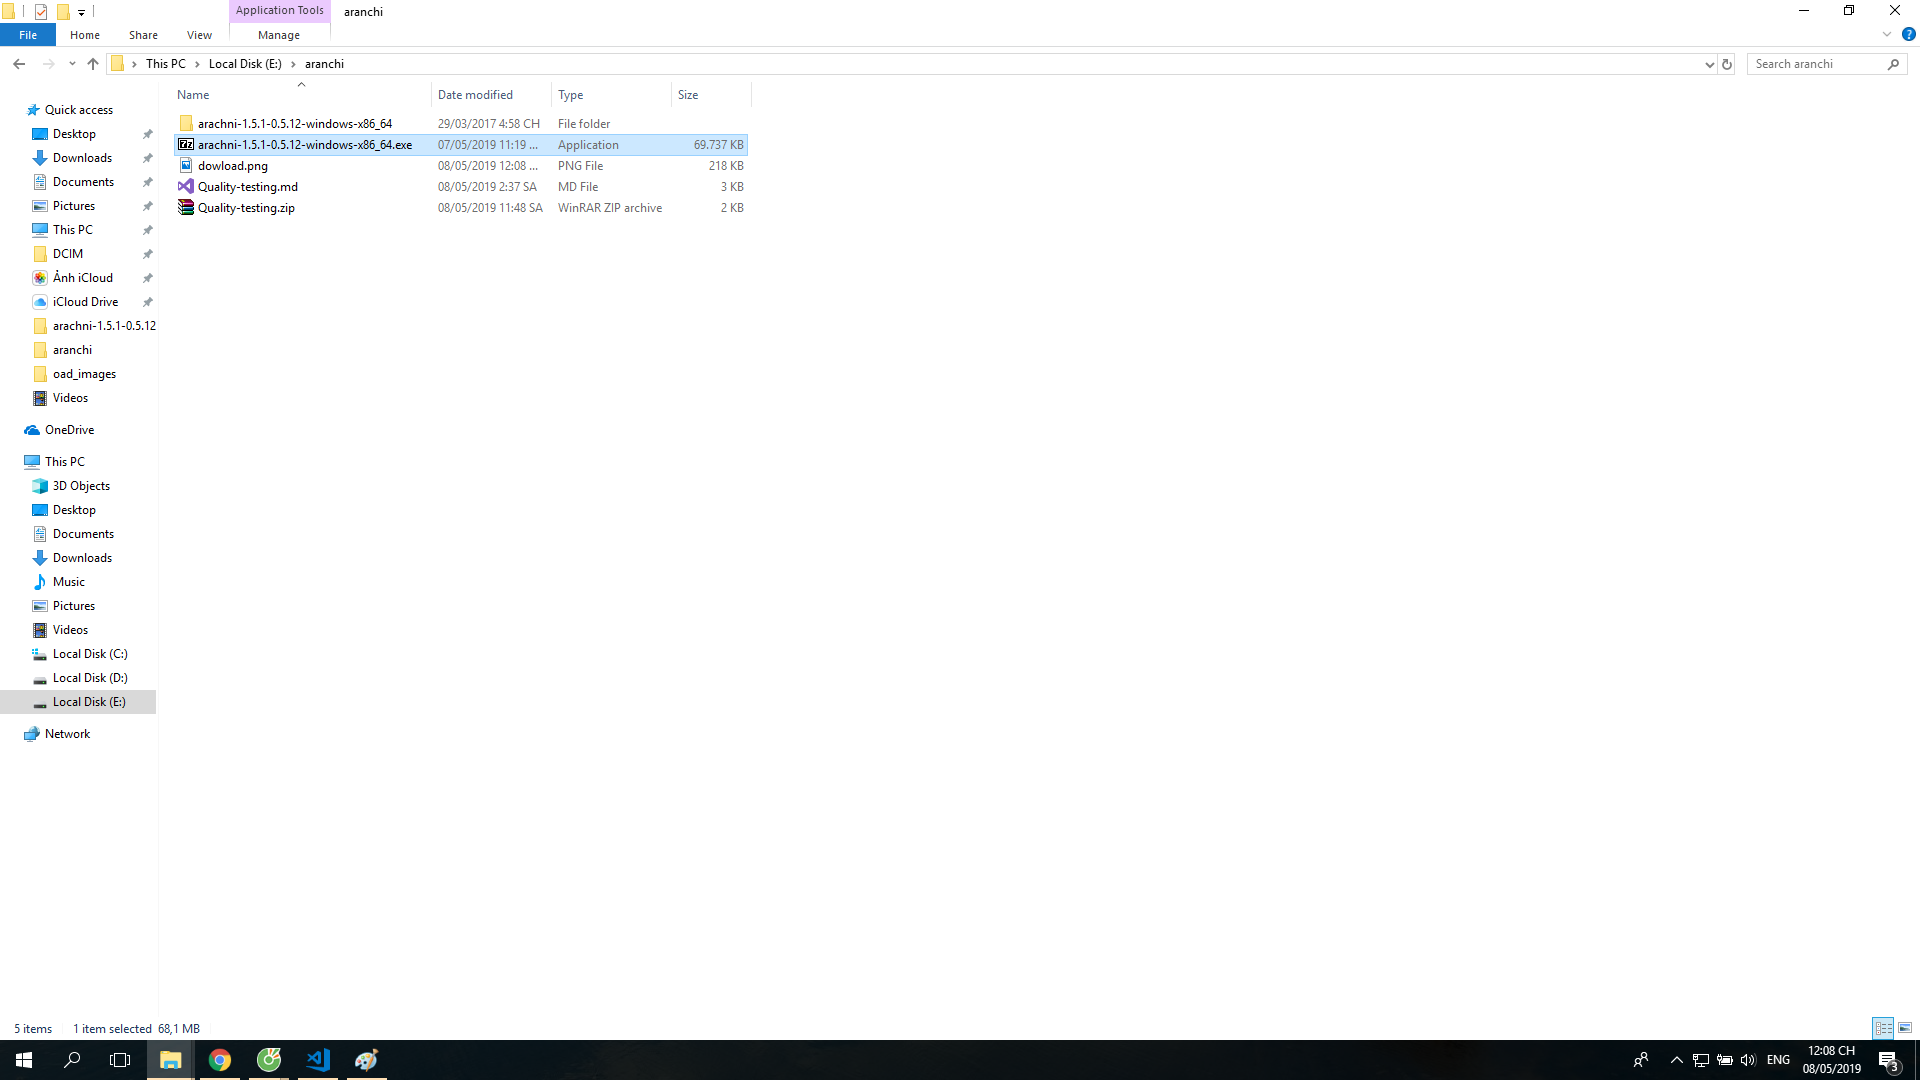 Application Tools
aranchi
File
Home
Share
View
Manage
This PC
Local Disk (E:)
aranchi
Search aranchi
Name
Date modified
Type
Size
arachni-1.5.1-0.5.12-windows-x86_64
29/03/2017 4:58 CH
File folder
arachni-1.5.1-0.5.12-windows-x86_64.exe
07/05/2019 11:19 ...
Application
69.737 KB
dowload.png
08/05/2019 12:08 ...
PNG File
218 KB
Quality-testing.md
08/05/2019 2:37 SA
MD File
3 KB
Quality-testing.zip
08/05/2019 11:48 SA
WinRAR ZIP archive
2 KB
Quick access
Desktop
Downloads
Documents
Pictures
This PC
DCIM
Ảnh iCloud
iCloud Drive
arachni-1.5.1-0.5.12
aranchi
oad_images
Videos
OneDrive
This PC
3D Objects
Desktop
Documents
Downloads
Music
Pictures
Videos
Local Disk (C:)
Local Disk (D:)
Local Disk (E:)
Network
5 items
1 item selected 68,1 MB
ENG
12:08 CH
08/05/2019
3